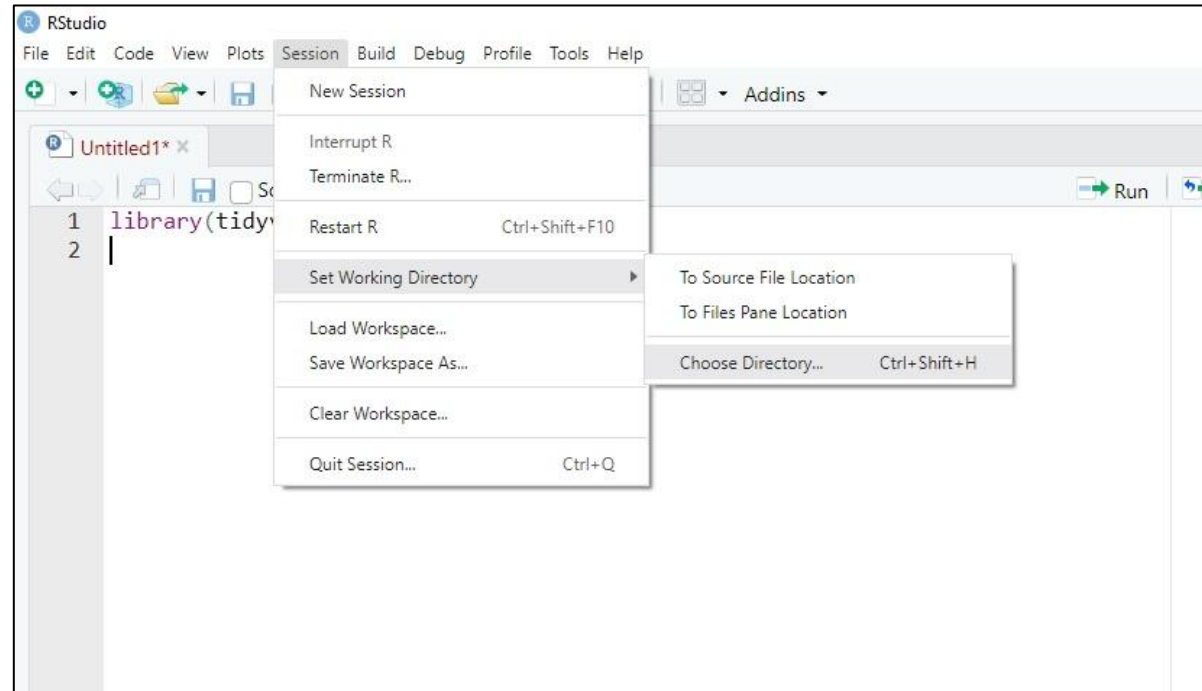 RStudio
File Edit Code View Plots Session Build Debug Profile Tools Help
Addins
Untitled1*
Run
New Session
Interrupt R
Terminate R...
Restart R Ctrl+Shift+F10
Set Working Directory
Load Workspace...
Save Workspace As...
Clear Workspace...
Quit Session... Ctrl+Q
To Source File Location
To Files Pane Location
Choose Directory... Ctrl+Shift+H
1 library(
2